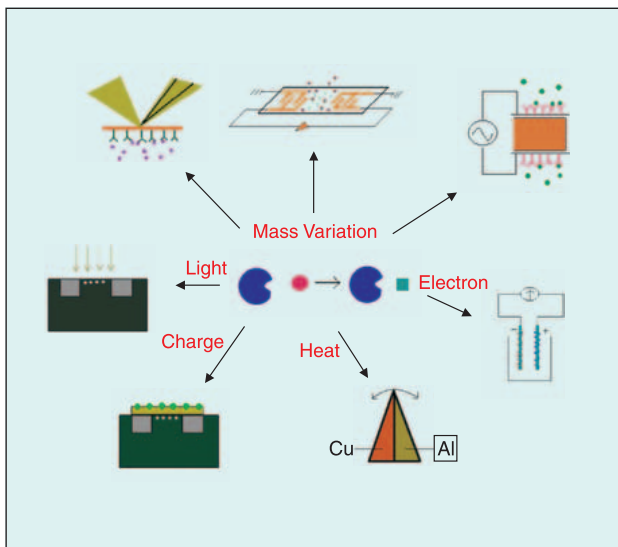 Mass Variation
Light
Electron
Charge
Heat
Cu
Al
- +